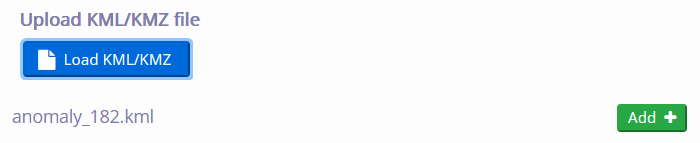 Upload KML/KMZ file
Load KML/KMZ
anomaly_182.kml
Add